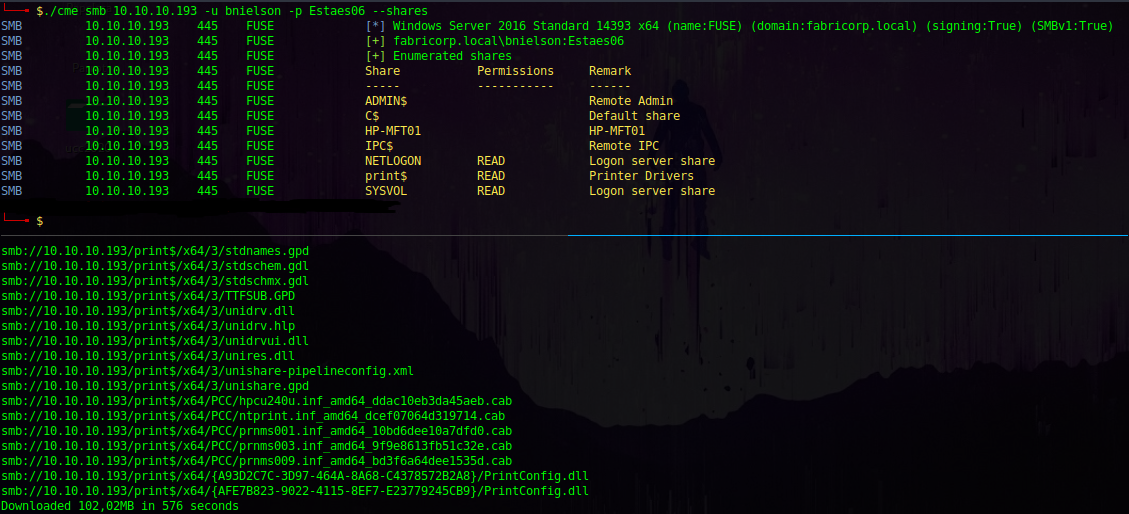 $./cme smb 10.10.10.193 -u bnielson -p Estaes06 --shares
SMB 10.10.10.193 445 FUSE [*] Windows Server 2016 Standard 14393 x64 (name:FUSE) (domain:fabricorp.local) (signing:True) (SMBv1:True)
SMB 10.10.10.193 445 FUSE [+] fabricorp.local\bnielson:Estaes06
SMB 10.10.10.193 445 FUSE [+] Enumerated shares
SMB 10.10.10.193 445 FUSE Share Permissions Remark
SMB 10.10.10.193 445 FUSE ----- ----------- ------
SMB 10.10.10.193 445 FUSE ADMIN$ Remote Admin
SMB 10.10.10.193 445 FUSE C$ Default share
SMB 10.10.10.193 445 FUSE HP-MFT01 HP-MFT01
SMB 10.10.10.193 445 FUSE IPC$ Remote IPC
SMB 10.10.10.193 445 FUSE NETLOGON READ Logon server share
SMB 10.10.10.193 445 FUSE print$ READ Printer Drivers
SMB 10.10.10.193 445 FUSE SYSVOL READ Logon server share
$
smb://10.10.10.193/print$/x64/3/stdnames.gpd
smb://10.10.10.193/print$/x64/3/stdschem.gdl
smb://10.10.10.193/print$/x64/3/stdschmx.gdl
smb://10.10.10.193/print$/x64/3/TTFSUB.GPD
smb://10.10.10.193/print$/x64/3/unidrv.dll
smb://10.10.10.193/print$/x64/3/unidrv.hlp
smb://10.10.10.193/print$/x64/3/unidrvui.dll
smb://10.10.10.193/print$/x64/3/unires.dll
smb://10.10.10.193/print$/x64/3/unishare-pipelineconfig.xml
smb://10.10.10.193/print$/x64/3/unishare.gpd
smb://10.10.10.193/print$/x64/PCC/hpcu240u.inf_amd64_ddac10eb3da45aeb.cab
smb://10.10.10.193/print$/x64/PCC/ntprint.inf_amd64_dcef07064d319714.cab
smb://10.10.10.193/print$/x64/PCC/prnms001.inf_amd64_10bd6dee10a7dfd0.cab
smb://10.10.10.193/print$/x64/PCC/prnms003.inf_amd64_9f9e8613fb51c32e.cab
smb://10.10.10.193/print$/x64/PCC/prnms009.inf_amd64_bd3f6a64dee1535d.cab
smb://10.10.10.193/print$/x64/{A93D2C7C-3D97-464A-8A68-C4378572B2A8}/PrintConfig.dll
smb://10.10.10.193/print$/x64/{AFE7B823-9022-4115-8EF7-E23779245CB9}/PrintConfig.dll
Downloaded 102,02MB in 576 seconds